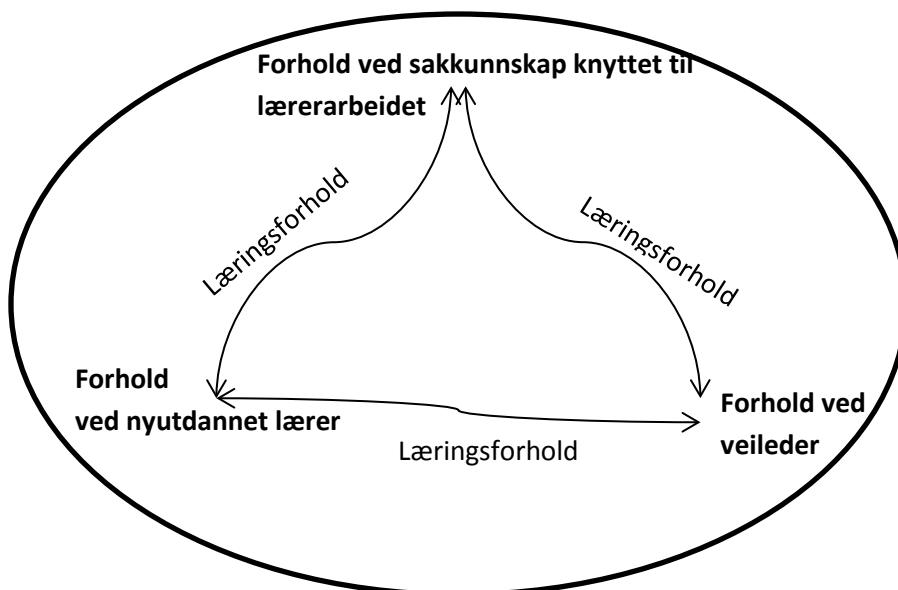 Forhold ved sakkunnskap knyttet til
lærerarbeidet
Læringsforhold
Læringsforhold
Forhold
ved nyutdannet lærer
Forhold ved
veileder
Læringsforhold